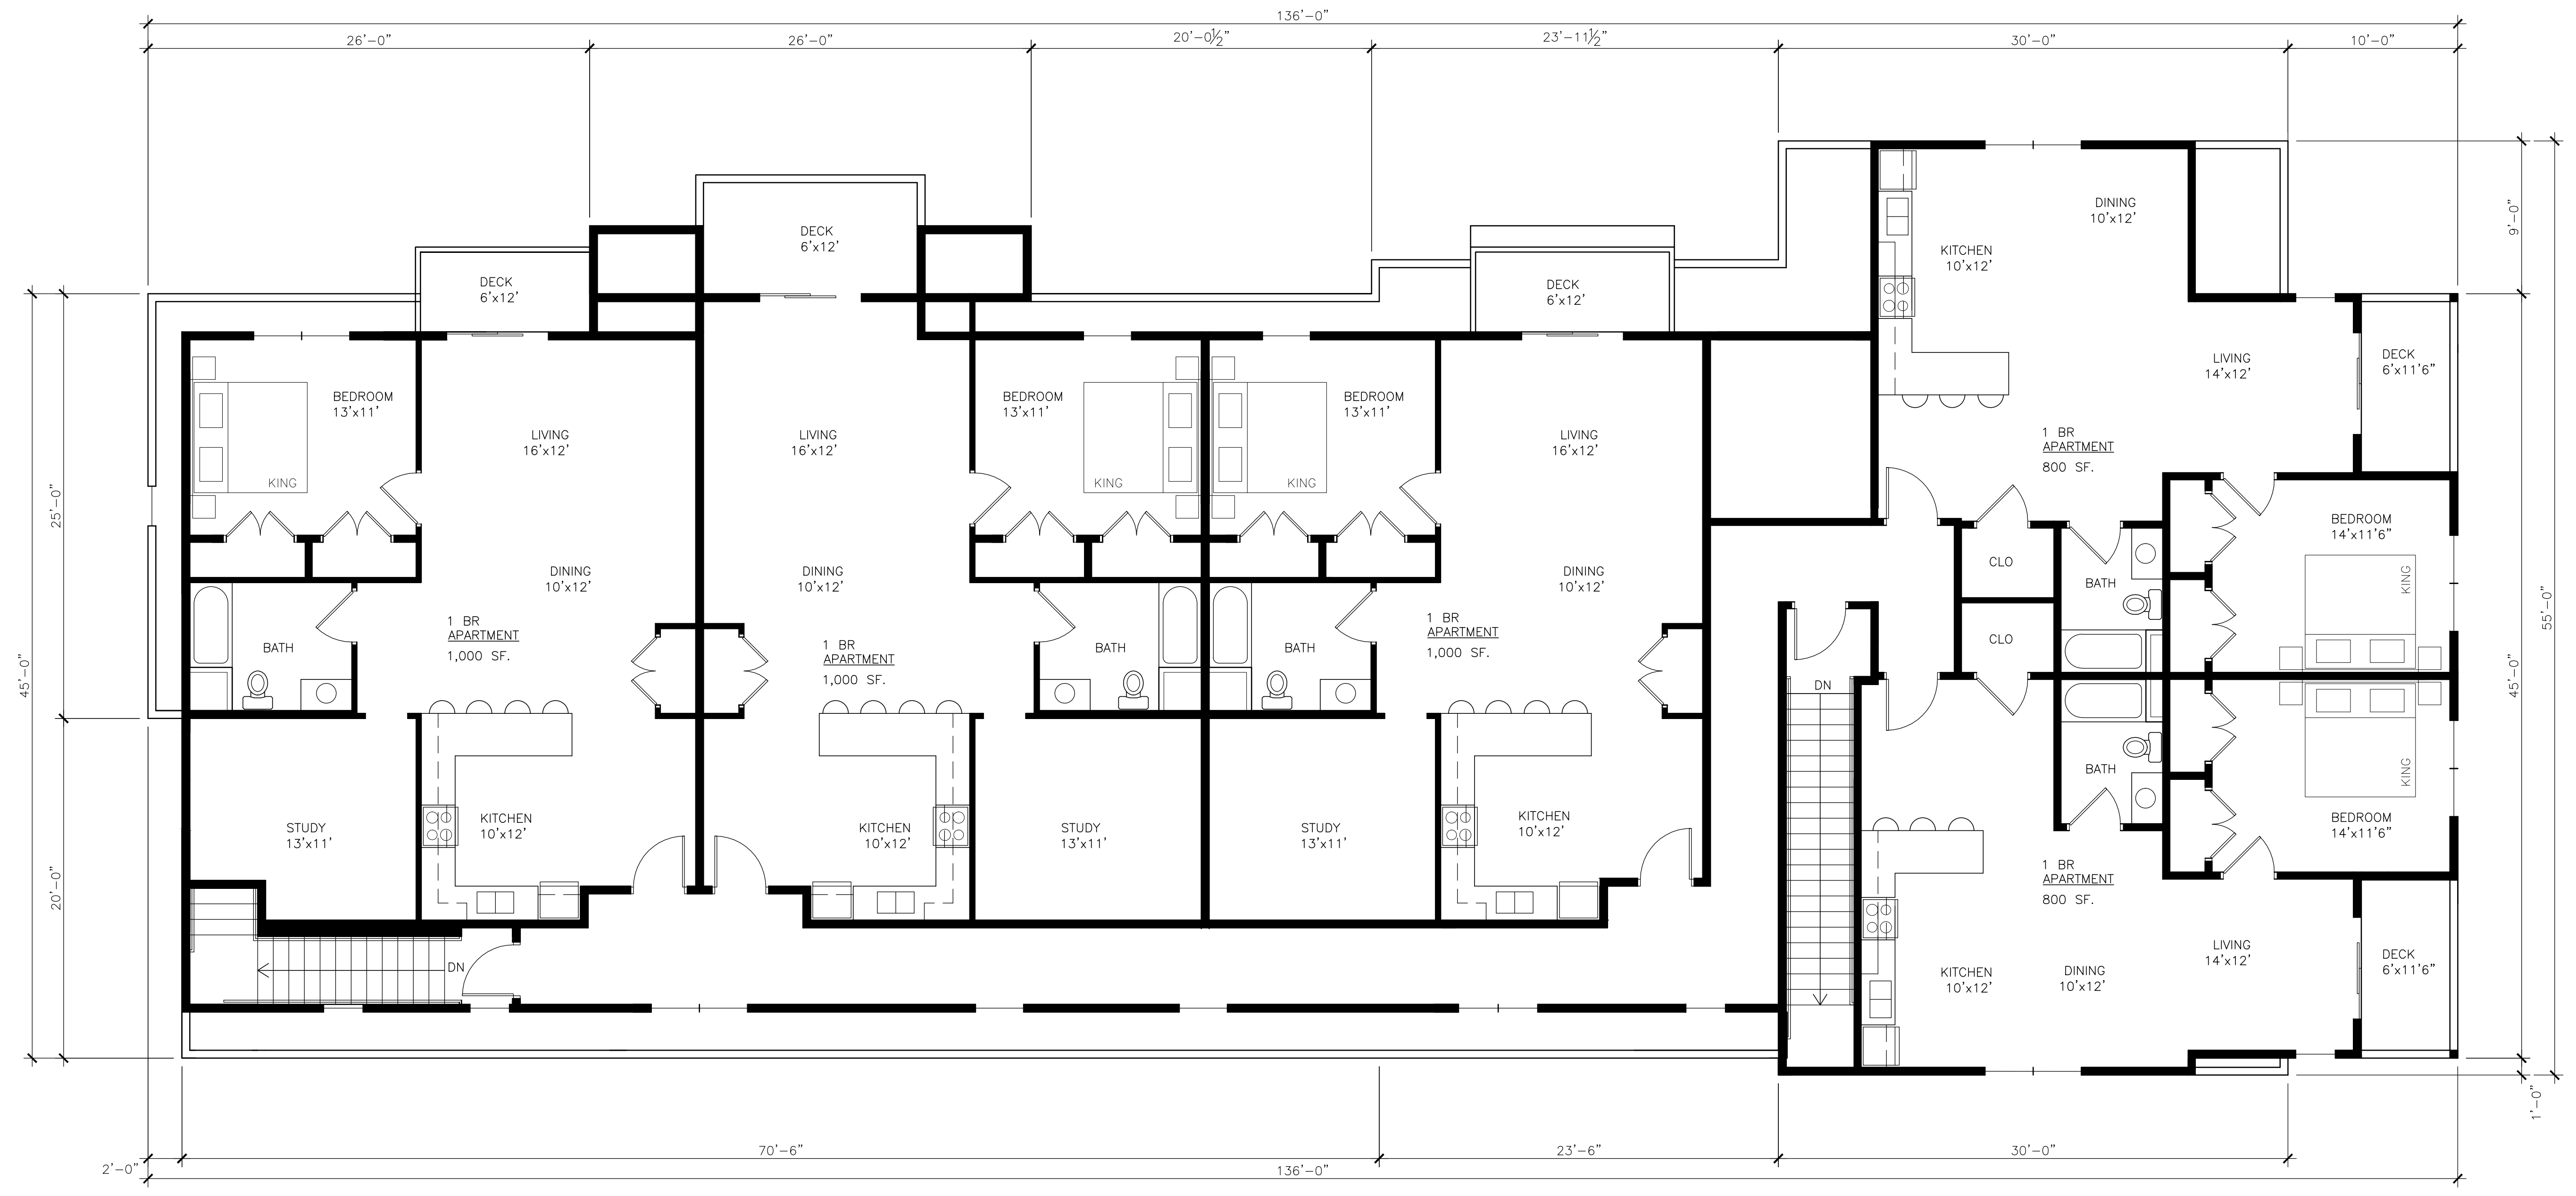 136'-0"
26'-0"
26'-0"
20'-0½"
23'-11½"
30'-0"
10'-0"
DECK
6'x12'
DECK
6'x12'
DECK
6'x12'
DINING
10'x12'
KITCHEN
10'x12'
LIVING
14'x12'
DECK
6'x11'6"
9'-0"
55'-0"
45'-0"
1'-0"
45'-0"
25'-0"
20'-0"
BEDROOM
13'x11'
KING
LIVING
16'x12'
LIVING
16'x12'
BEDROOM
13'x11'
KING
BEDROOM
13'x11'
KING
LIVING
16'x12'
1 BR
APARTMENT
800 SF.
BEDROOM
14'x11'6"
KING
DINING
10'x12'
DINING
10'x12'
DINING
10'x12'
CLO
BATH
CLO
1 BR
APARTMENT
1,000 SF.
BATH
1 BR
APARTMENT
1,000 SF.
BATH
BATH
1 BR
APARTMENT
1,000 SF.
DN
BATH
KING
BEDROOM
14'x11'6"
STUDY
13'x11'
KITCHEN
10'x12'
KITCHEN
10'x12'
STUDY
13'x11'
STUDY
13'x11'
KITCHEN
10'x12'
1 BR
APARTMENT
800 SF.
LIVING
14'x12'
DECK
6'x11'6"
KITCHEN
10'x12'
DINING
10'x12'
DN
70'-6"
23'-6"
30'-0"
2'-0"
136'-0"